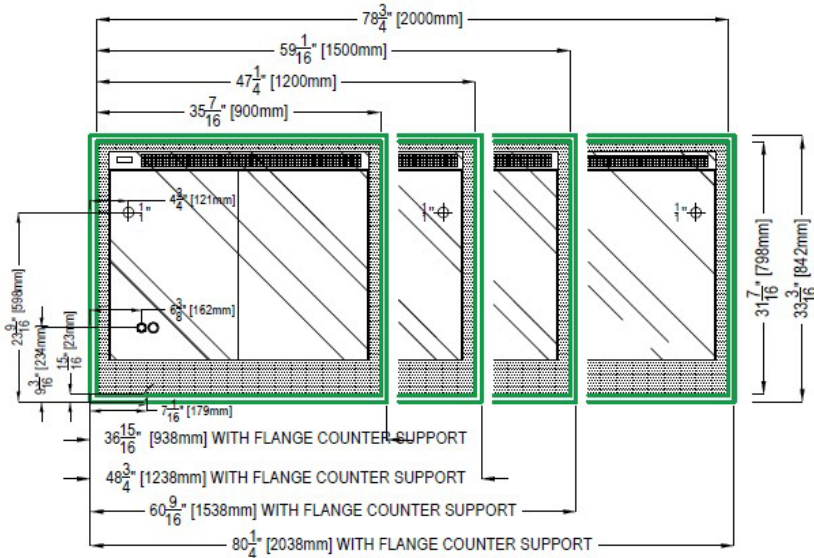 78 3/4" [2000mm]
59 1/16" [1500mm]
47 1/4" [1200mm]
35 7/16" [900mm]
4 3/4" [121mm]
1"
1"
1"
6 3/8" [162mm]
23 9/16" [598mm]
9 3/16" [234mm]
15/16" [23mm]
7 1/16" [179mm]
31 7/16" [798mm]
33 3/16" [842mm]
36 15/16" [938mm] WITH FLANGE COUNTER SUPPORT
48 3/4" [1238mm] WITH FLANGE COUNTER SUPPORT
60 9/16" [1538mm] WITH FLANGE COUNTER SUPPORT
80 1/4" [2038mm] WITH FLANGE COUNTER SUPPORT